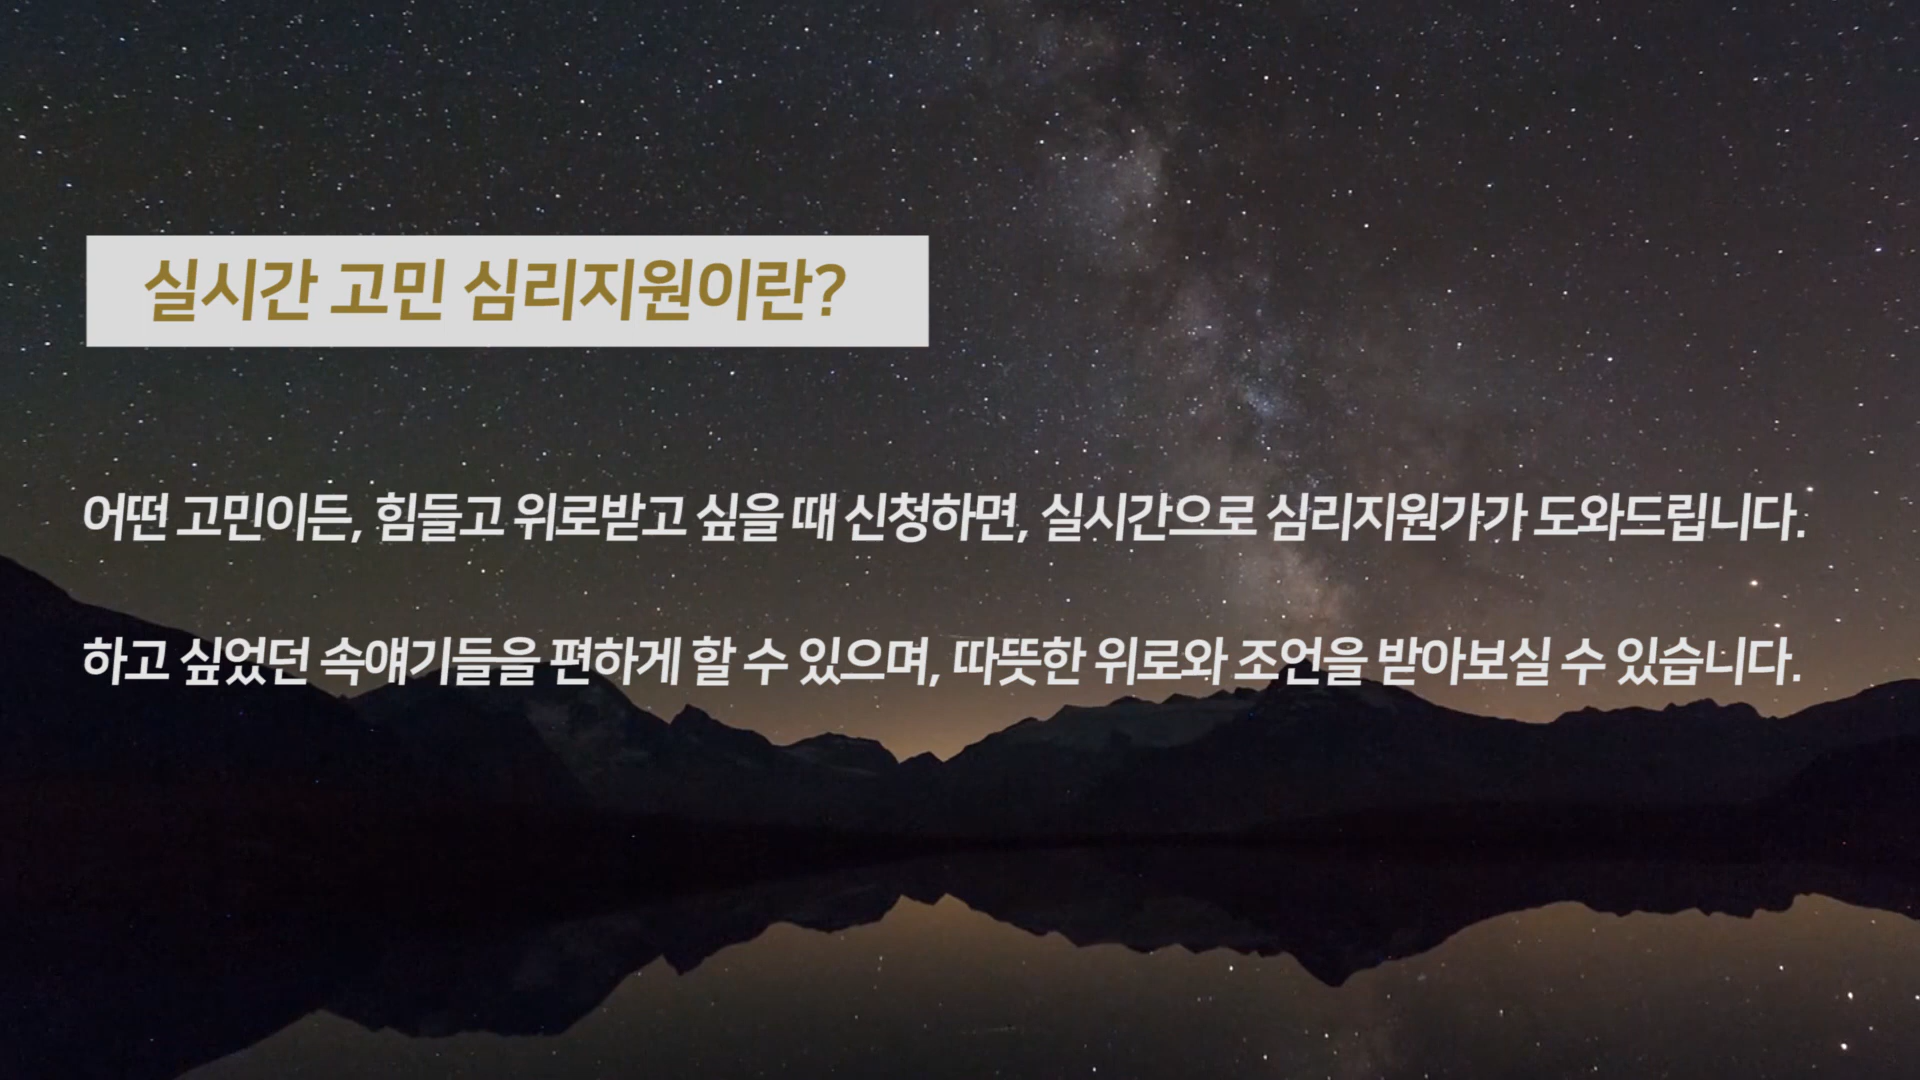 실시간 고민 심리지원이란?
어떤 고민이든, 힘들고 위로받고 싶을 때 신청하면, 실시간으로 심리지원가가 도와드립니다.
하고 싶었던 속얘기들을 편하게 할 수 있으며, 따뜻한 위로와 조언을 받아보실 수 있습니다.